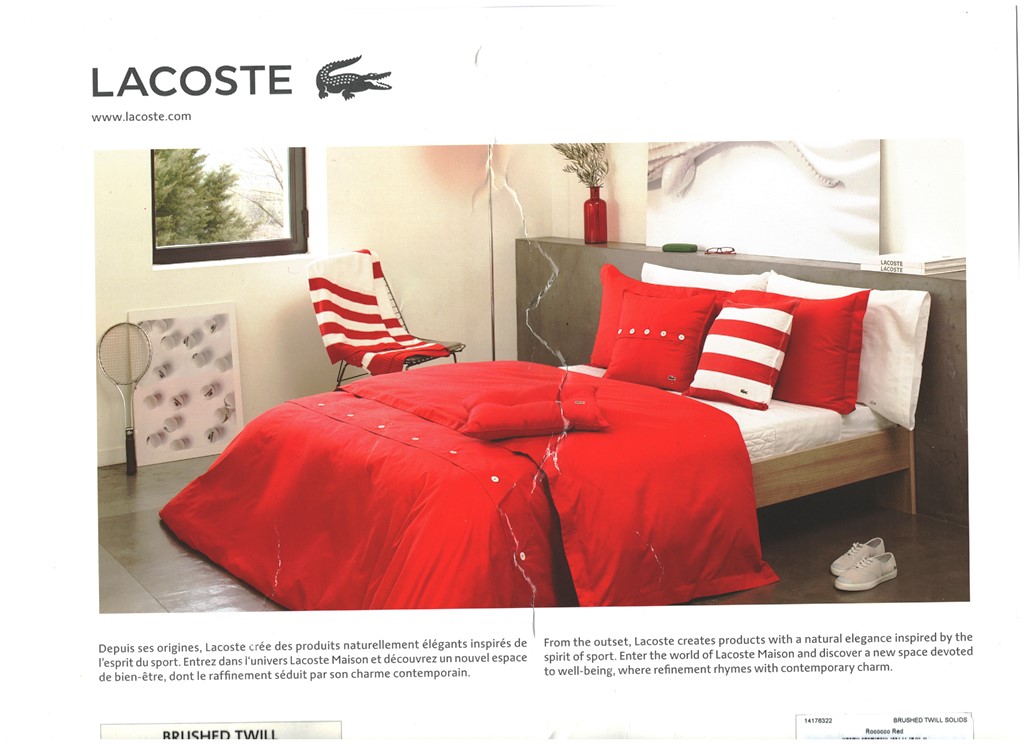 LACOSTE
www.lacoste.com
LACOSTE
LACOSTE
Depuis ses origines, Lacoste crée des produits naturellement élégants inspirés de
l'esprit du sport. Entrez dans l'univers Lacoste Maison et découvrez un nouvel espace
de bien-être, dont le raffinement séduit par son charme contemporain.
From the outset, Lacoste creates products with a natural elegance inspired by the
spirit of sport. Enter the world of Lacoste Maison and discover a new space devoted
to well-being, where refinement rhymes with contemporary charm.
BRUSHED TWILL
14176322 BRUSHED TWILL SOLIDS
Rococco Red